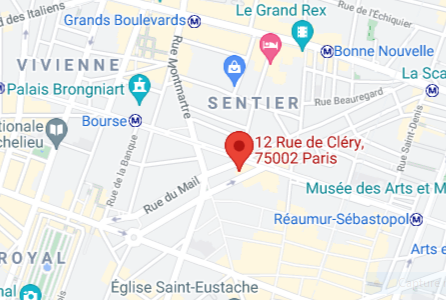 Le Grand Rex
Rue de l'Échiquier
d des Italiens
Grands Boulevards
Bonne Nouvelle
VIVIENNE
Rue Montmartre
La Sca
Palais Brongniart
SENTIER
Rue Beauregard
Bourse
tionale
chelieu
Rue de la Banque
Rue Saint-Denis
12 Rue de Cléry,
75002 Paris
Rue du Mail
Musée des Arts et M
Réaumur-Sébastopol
Arts e
ROYAL
Église Saint-Eustache
nal